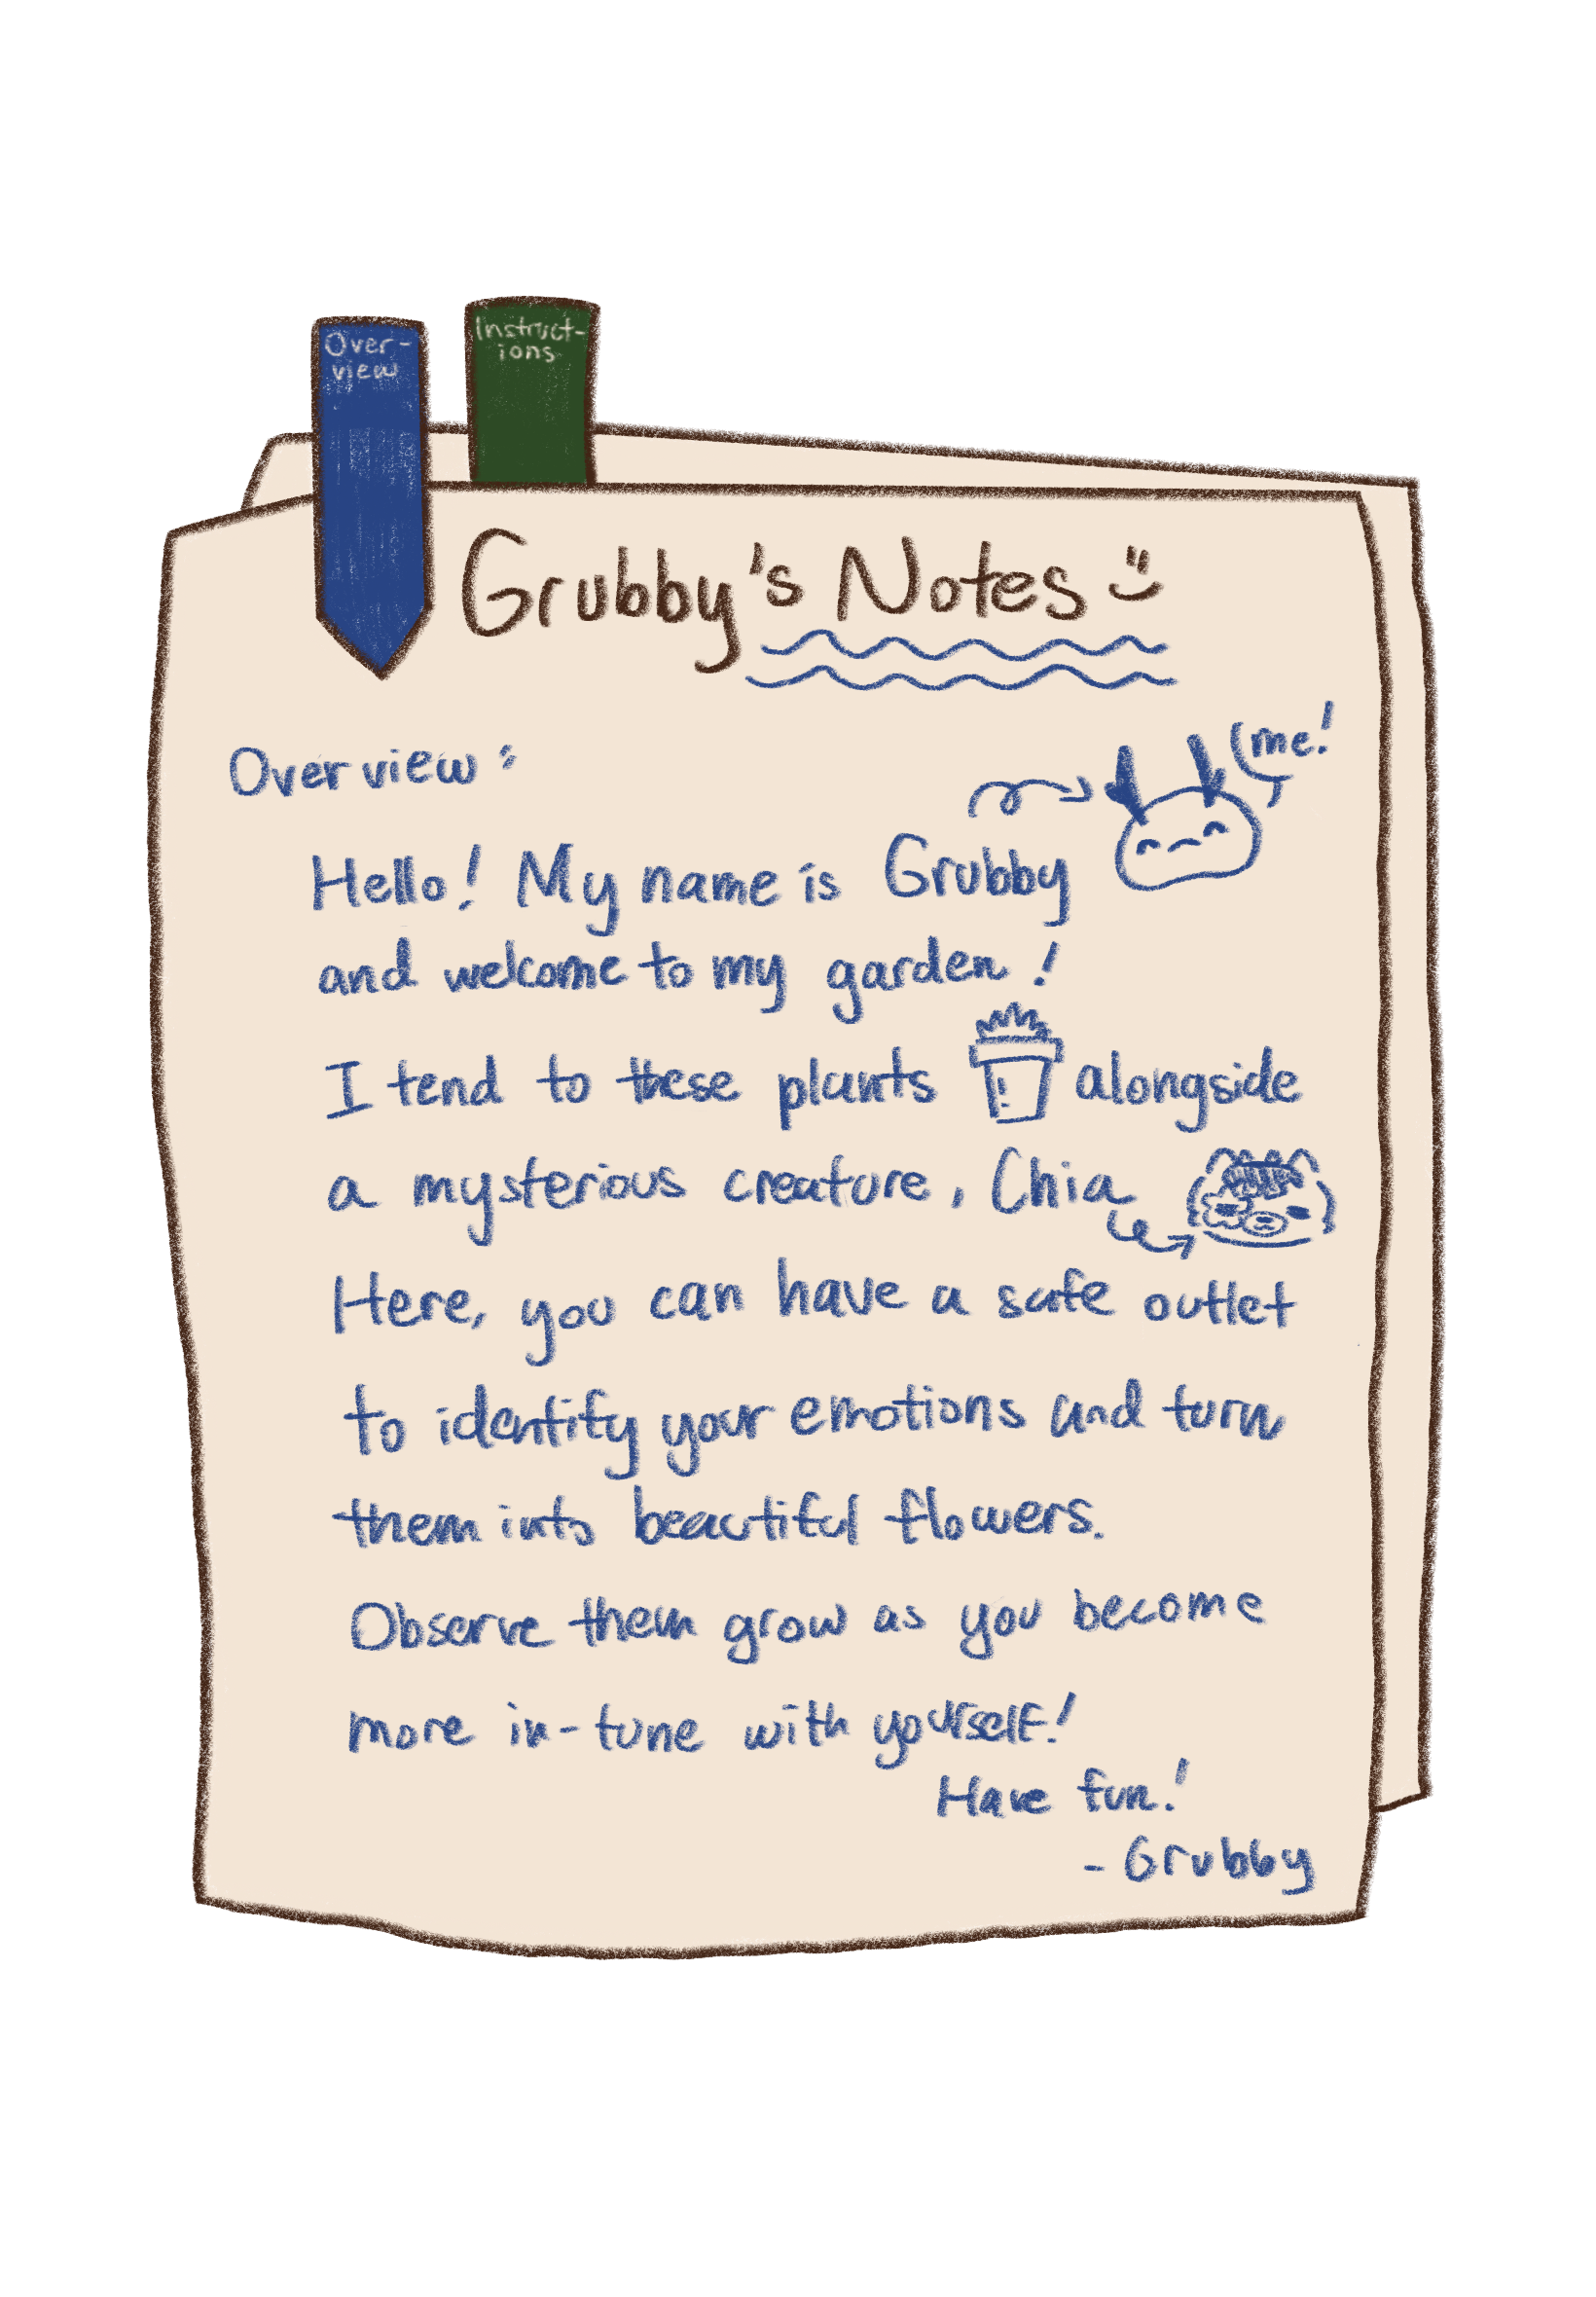 Over-
view
Instruct-
ions
Grubby's Notes
Overview:
(me!
Hello! My name is Grubby
and welcome to my garden!
I tend to these plants alongside
a mysterious creature, Chia
Here, you can have a safe outlet
to identify your emotions and turn
them into beautiful flowers.
Observe them grow as you become
more in-tune with yourself!
Have fun!
- Grubby